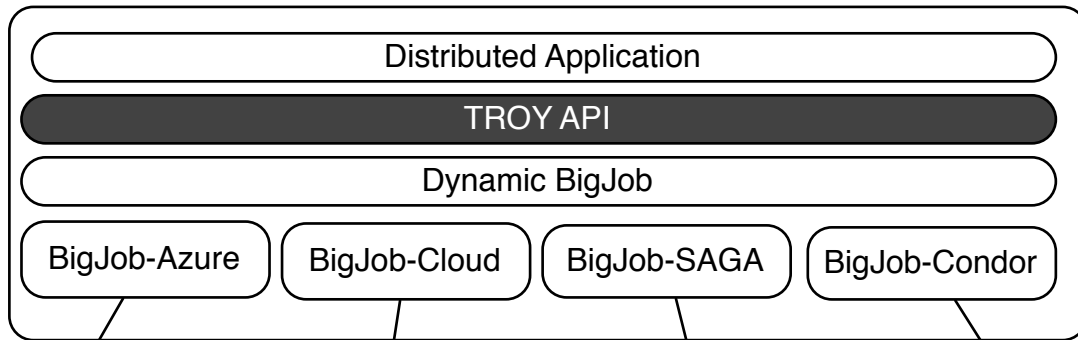 Distributed Application
TROY API
Dynamic BigJob
BigJob-Azure
BigJob-Cloud
BigJob-SAGA
BigJob-Condor